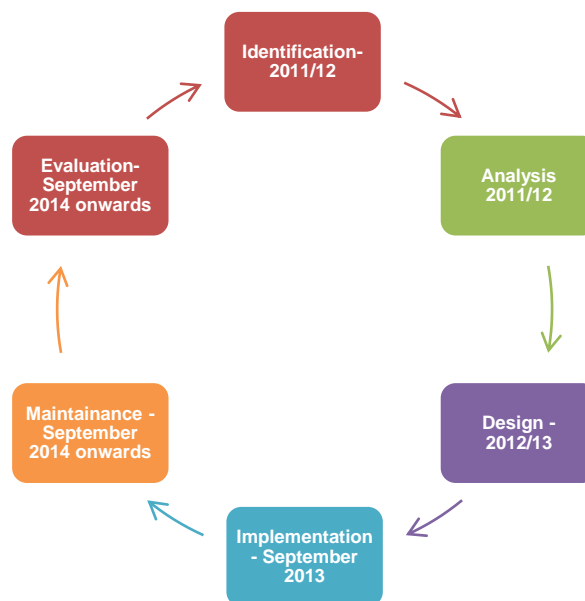 Identification-
2011/12
Analysis
2011/12
Design -
2012/13
Implementation
- September
2013
Maintainance -
September
2014 onwards
Evaluation-
September
2014 onwards